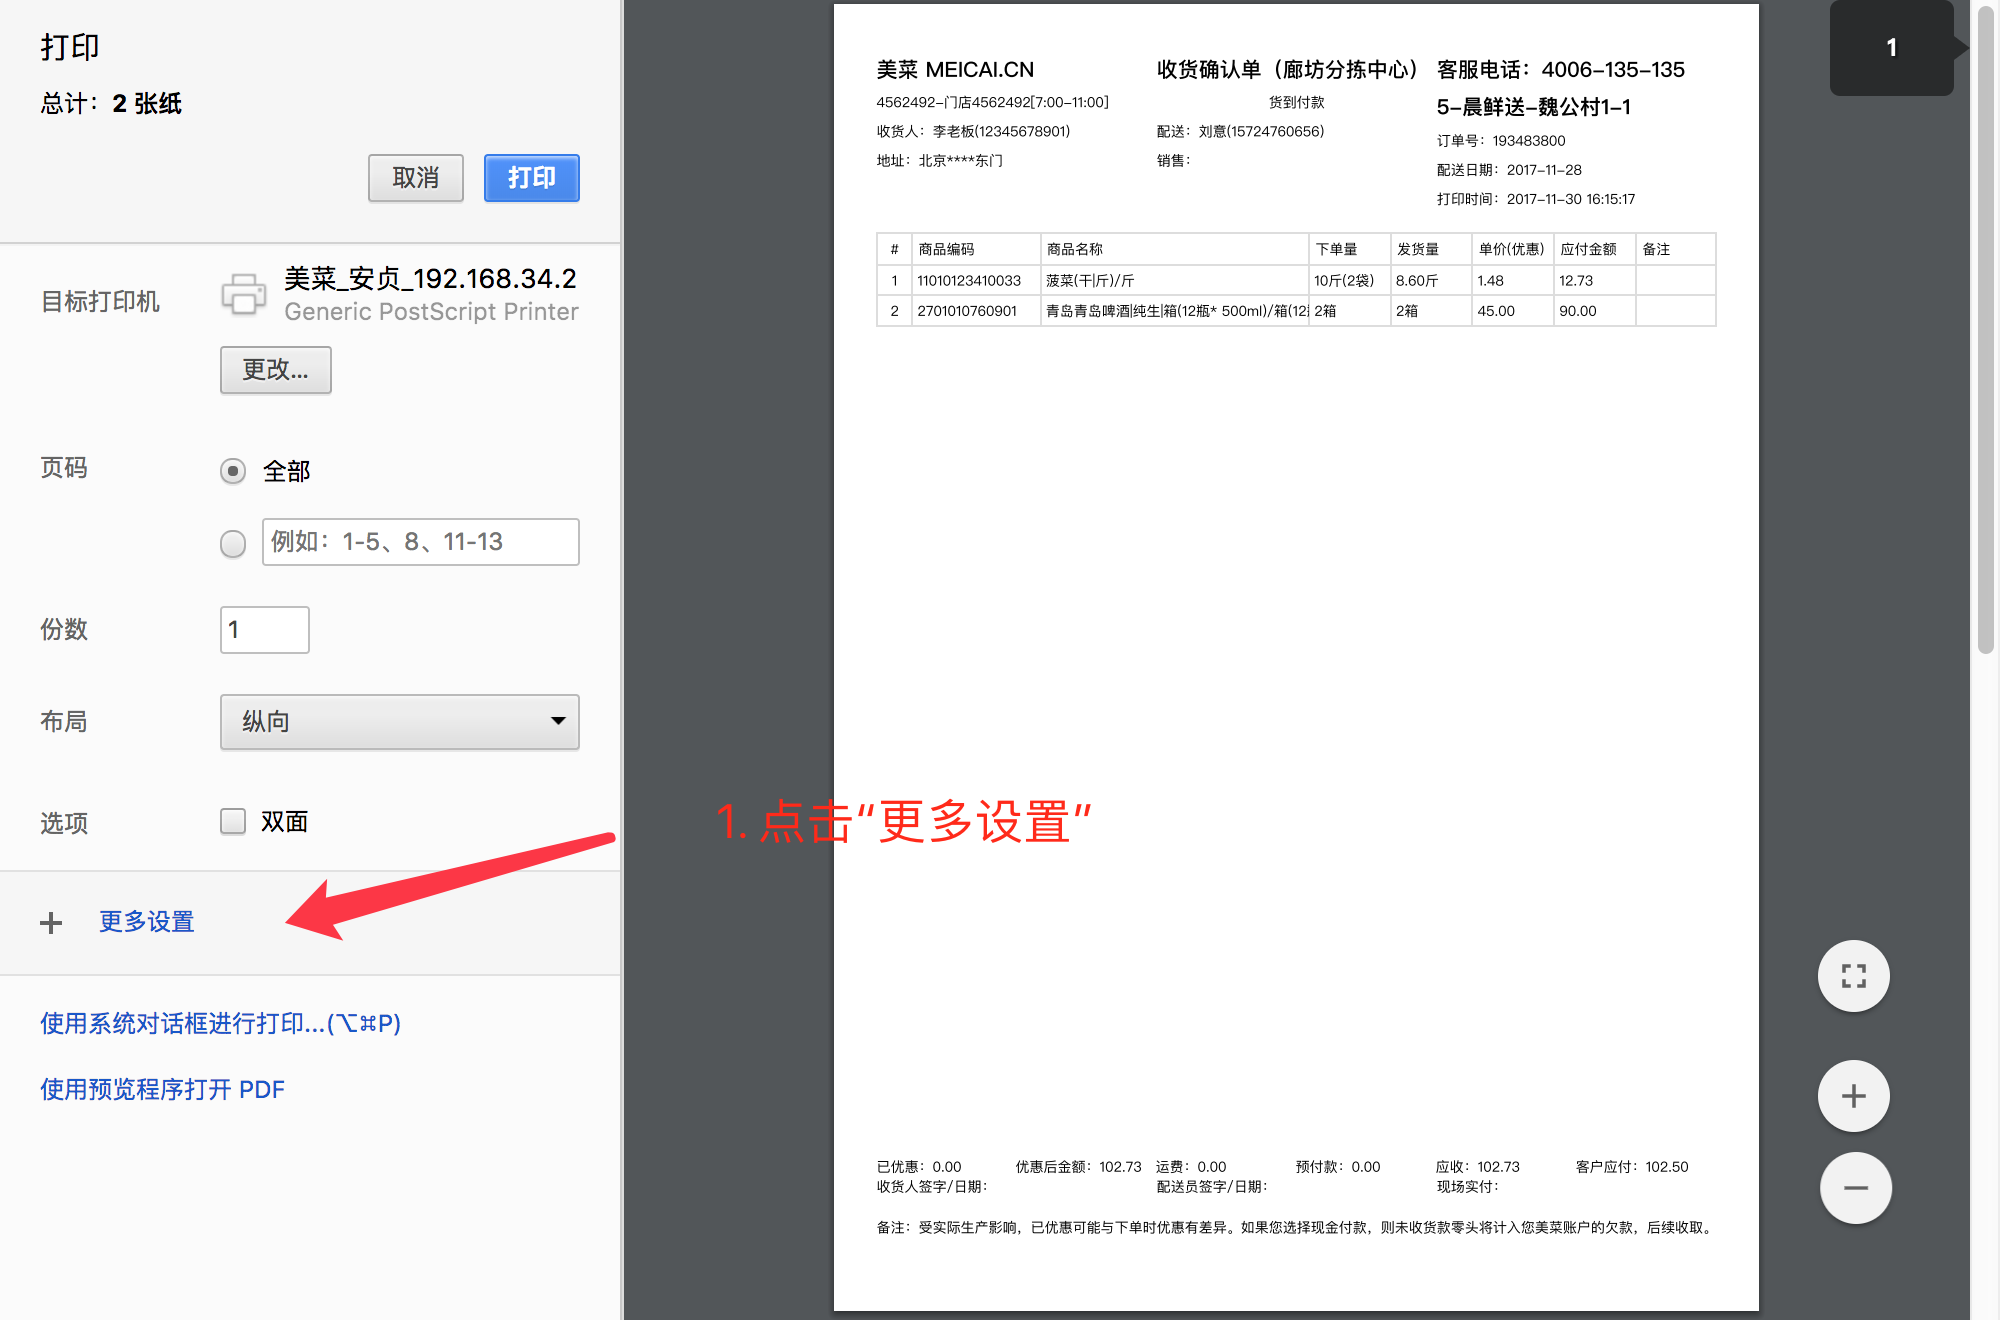 打印
总计：2 张纸
取消
打印
目标打印机
美菜_安贞_192.168.34.2
Generic PostScript Printer
更改...
页码
全部
例如：1-5、8、11-13
份数
1
布局
纵向
选项
双面
更多设置
使用系统对话框进行打印...(⌥⌘P)
使用预览程序打开 PDF
1. 点击“更多设置”
1
美菜 MEICAI.CN
收货确认单（廊坊分拣中心）
客服电话：4006-135-135
4562492-门店4562492[7:00-11:00]
货到付款
5-晨鲜送-魏公村1-1
收货人：李老板(12345678901)
配送：刘意(15724760656)
订单号：193483800
地址：北京****东门
销售：
配送日期：2017-11-28
打印时间：2017-11-30 16:15:17
# 商品编码 商品名称 下单量 发货量 单价(优惠) 应付金额 备注
1 11010123410033 菠菜(干|斤)/斤 10斤(2袋) 8.60斤 1.48 12.73
2 2701010760901 青岛青岛啤酒|纯生|箱(12瓶* 500ml)/箱(12 2箱 2箱 45.00 90.00
已优惠：0.00 优惠后金额：102.73 运费：0.00 预付款：0.00 应收：102.73 客户应付：102.50
收货人签字/日期： 配送员签字/日期： 现场实付：
备注：受实际生产影响，已优惠可能与下单时优惠有差异。如果您选择现金付款，则未收货款零头将计入您美菜账户的欠款，后续收取。